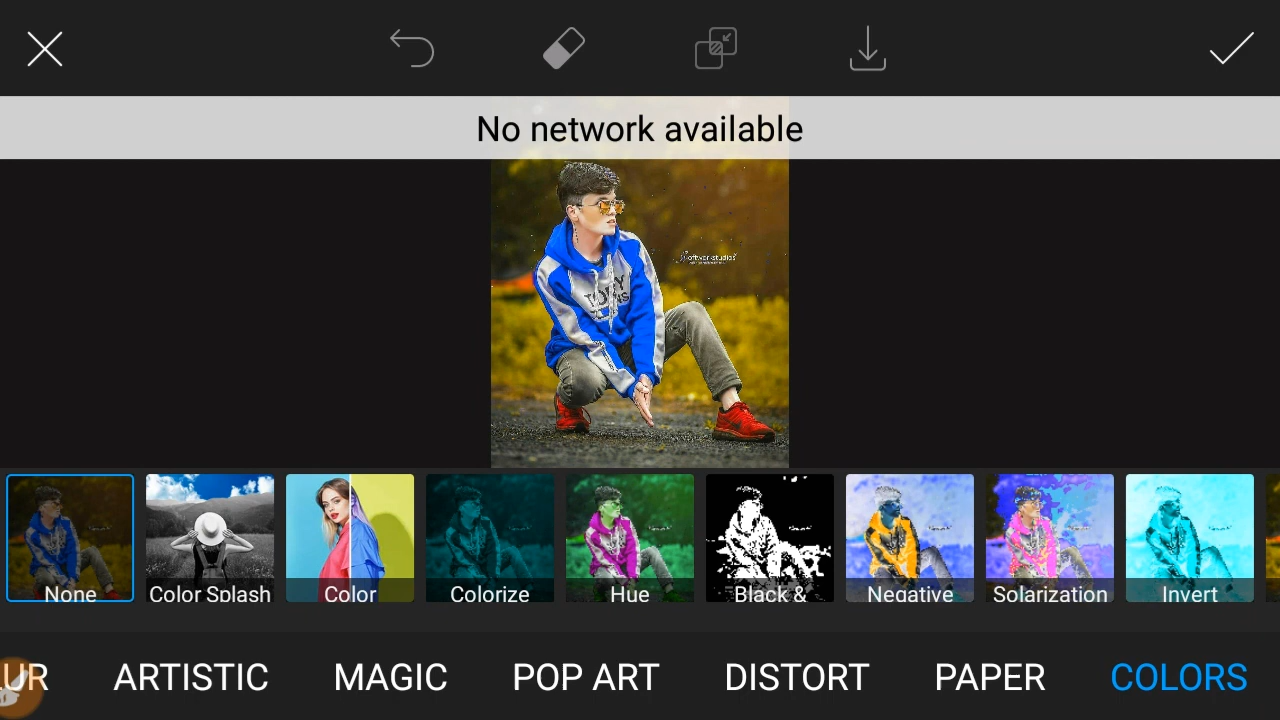 No network available
None
Color Splash
Color
Colorize
Hue
Black &
Negative
Solarization
Invert
UR
ARTISTIC
MAGIC
POP ART
DISTORT
PAPER
COLORS